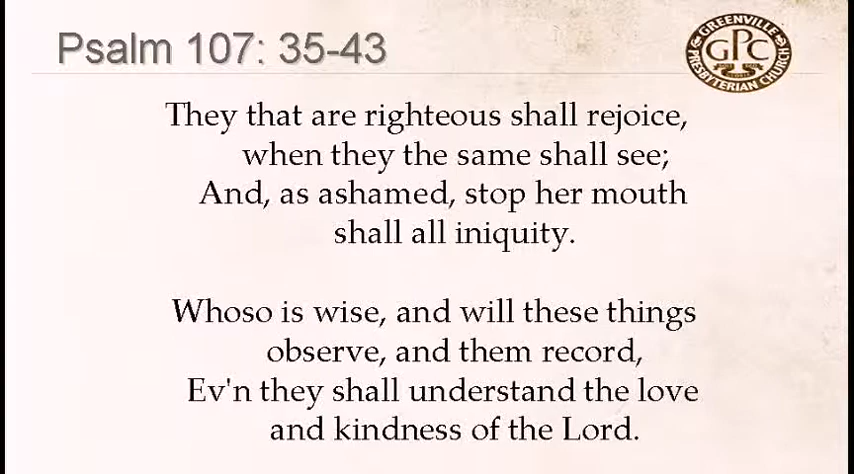 Psalm 107: 35-43
GREENVILLE
GPC
PRESBYTERIAN CHURCH
They that are righteous shall rejoice,
when they the same shall see;
And, as ashamed, stop her mouth
shall all iniquity.
Whoso is wise, and will these things
observe, and them record,
Ev'n they shall understand the love
and kindness of the Lord.